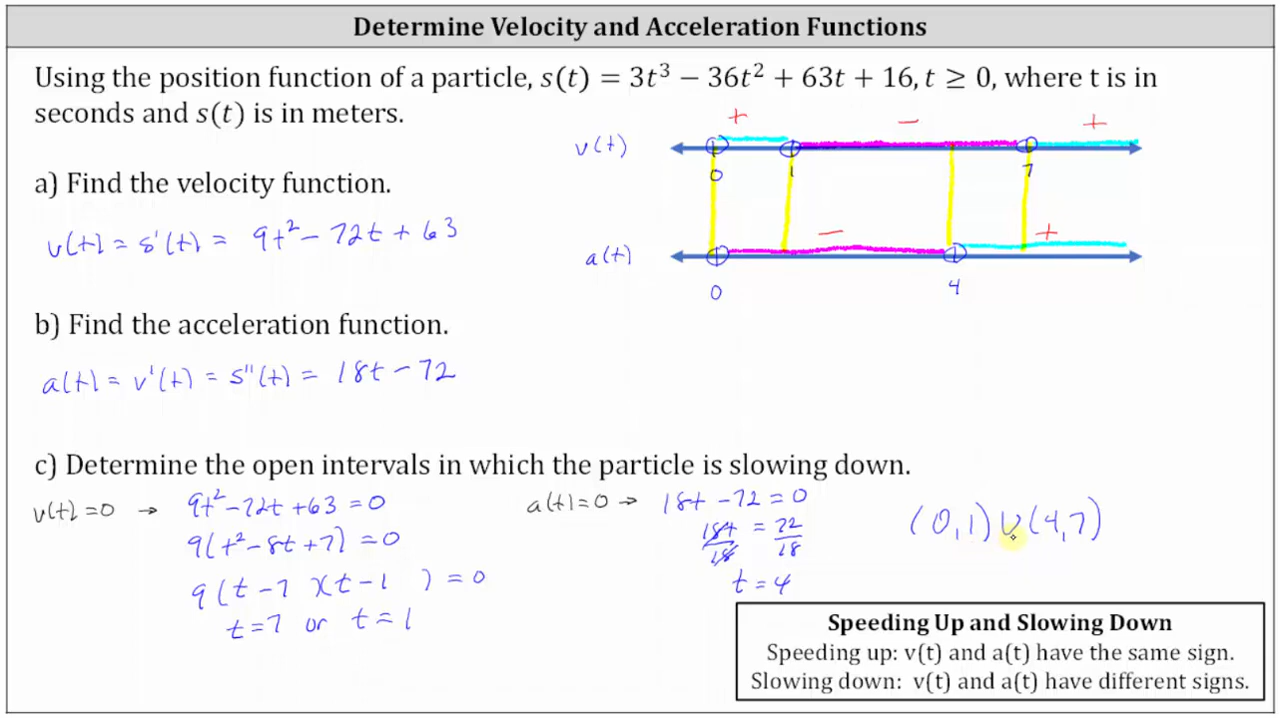 Determine Velocity and Acceleration Functions
Using the position function of a particle, s(t) = 3t³ − 36t² + 63t + 16, t ≥ 0, where t is in
seconds and s(t) is in meters.
+ − +
v(t)
0 1 7
a) Find the velocity function.
v(t) = s'(t) = 9t² − 72t + 63
− +
a(t)
0 4
b) Find the acceleration function.
a(t) = v'(t) = s''(t) = 18t − 72
c) Determine the open intervals in which the particle is slowing down.
v(t) = 0 → 9t² − 72t + 63 = 0
9(t² − 8t + 7) = 0
9(t − 7)(t − 1) = 0
t = 7 or t = 1
a(t) = 0 → 18t − 72 = 0
18t/18 = 72/18
t = 4
(0,1) ∪ (4,7)
Speeding Up and Slowing Down
Speeding up: v(t) and a(t) have the same sign.
Slowing down: v(t) and a(t) have different signs.